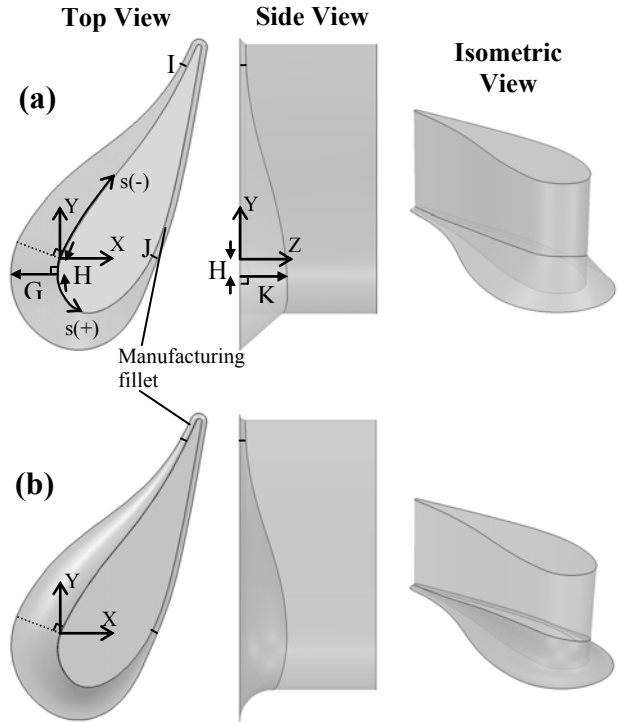 Top View
Side View
Isometric
View
(a)
I
s(-)
Y
X
J
H
G
s(+)
Y
Z
H
K
Manufacturing
fillet
(b)
Y
X